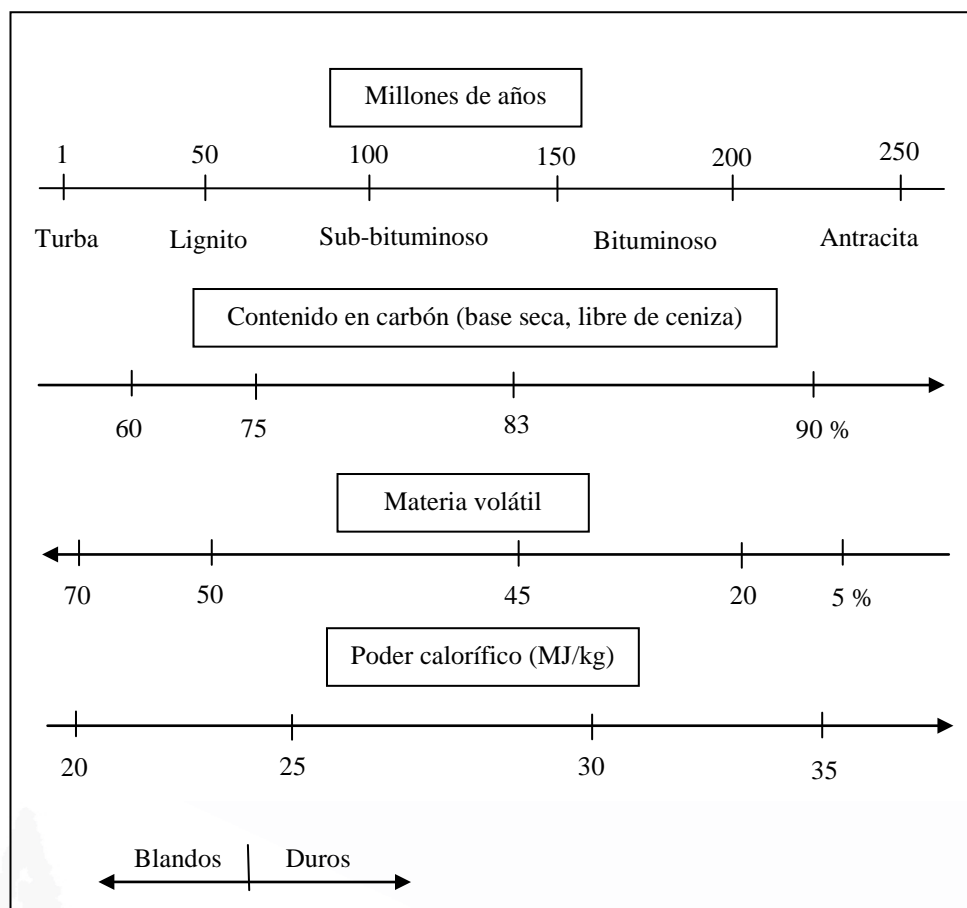 Millones de años
1 50 100 150 200 250
Turba Lignito Sub-bituminoso Bituminoso Antracita
Contenido en carbón (base seca, libre de ceniza)
60 75 83 90 %
Materia volátil
70 50 45 20 5 %
Poder calorífico (MJ/kg)
20 25 30 35
Blandos Duros